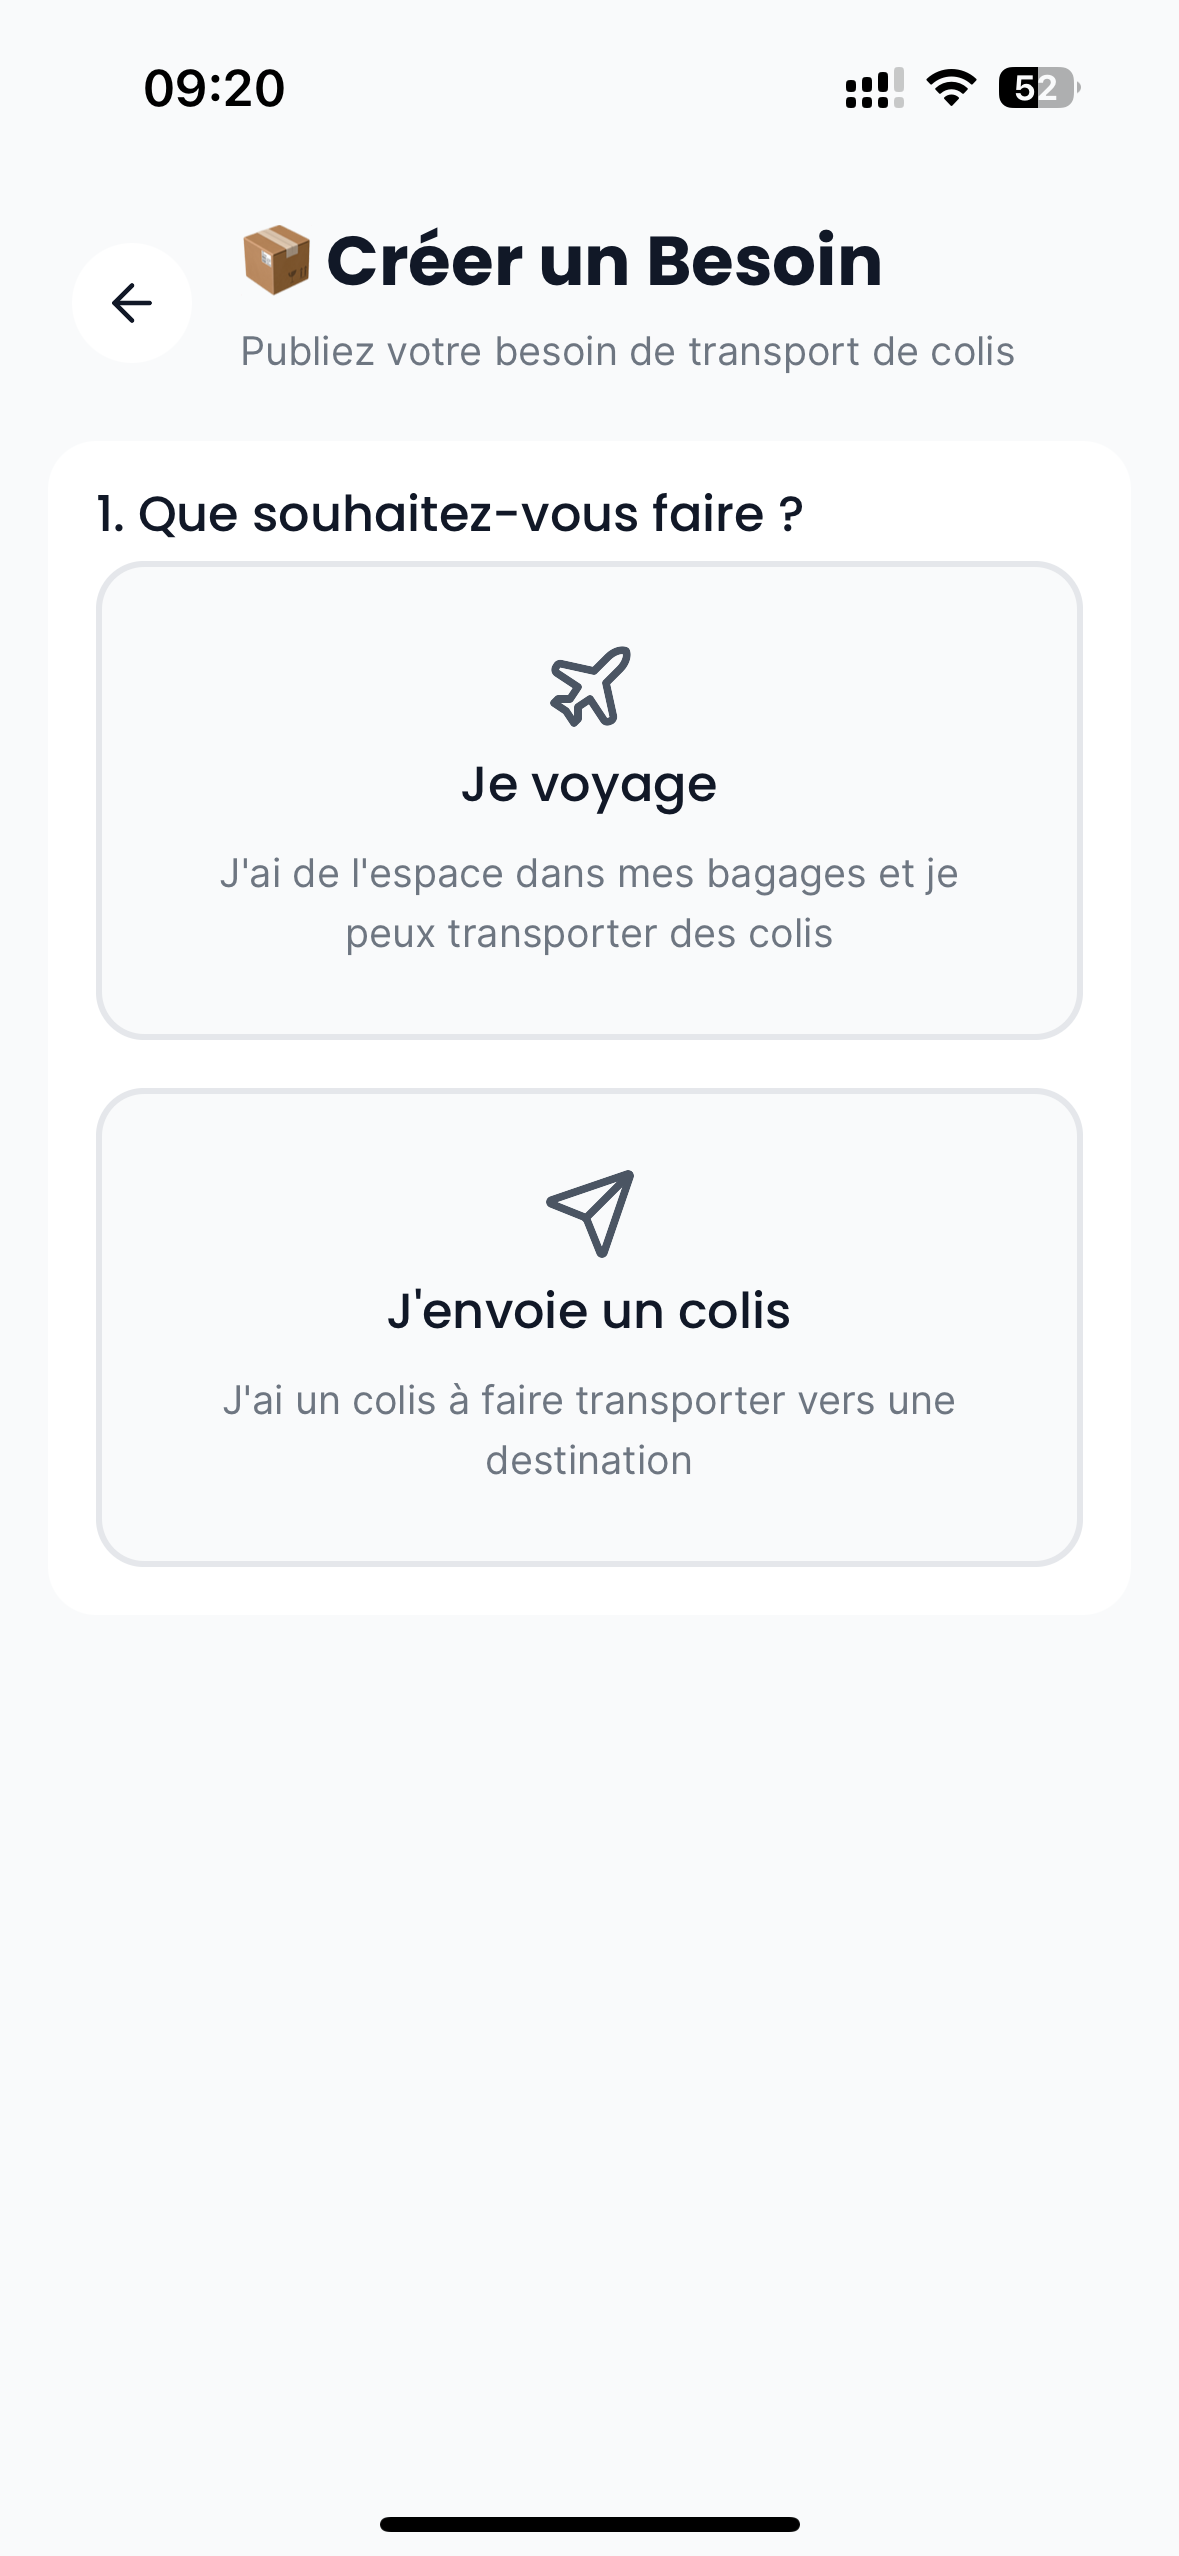 09:20
52
📦 Créer un Besoin
Publiez votre besoin de transport de colis
1. Que souhaitez-vous faire ?
Je voyage
J'ai de l'espace dans mes bagages et je
peux transporter des colis
J'envoie un colis
J'ai un colis à faire transporter vers une
destination